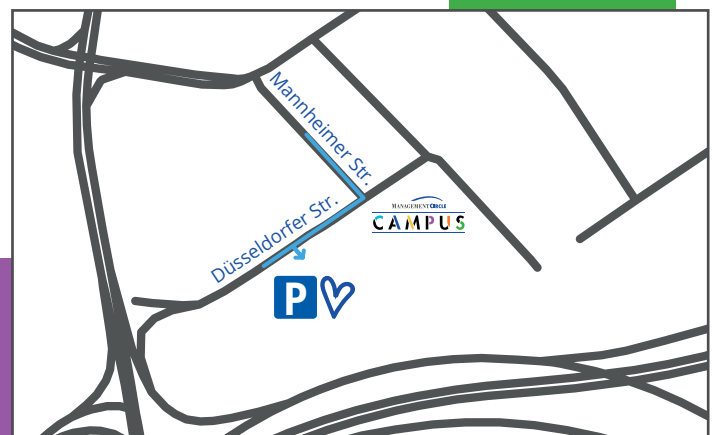 Mannheimer Str.
Düsseldorfer Str.
MANAGEMENT CIRCLE
CAMPUS
P